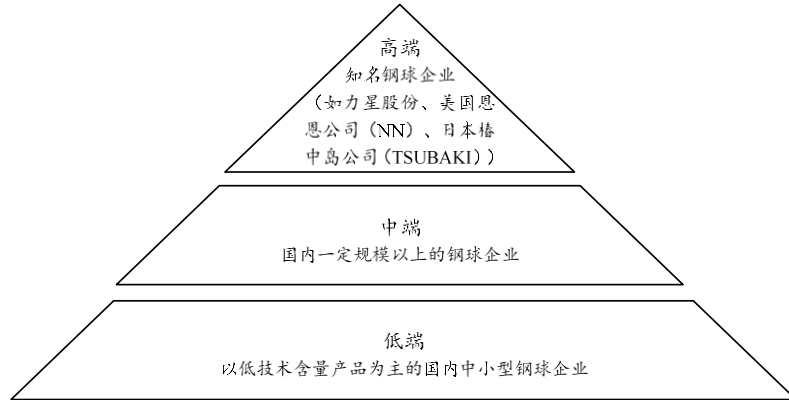 高端
知名钢球企业
（如力星股份、美国恩
恩公司（NN）、日本椿
中岛公司（TSUBAKI））
中端
国内一定规模以上的钢球企业
低端
以低技术含量产品为主的国内中小型钢球企业